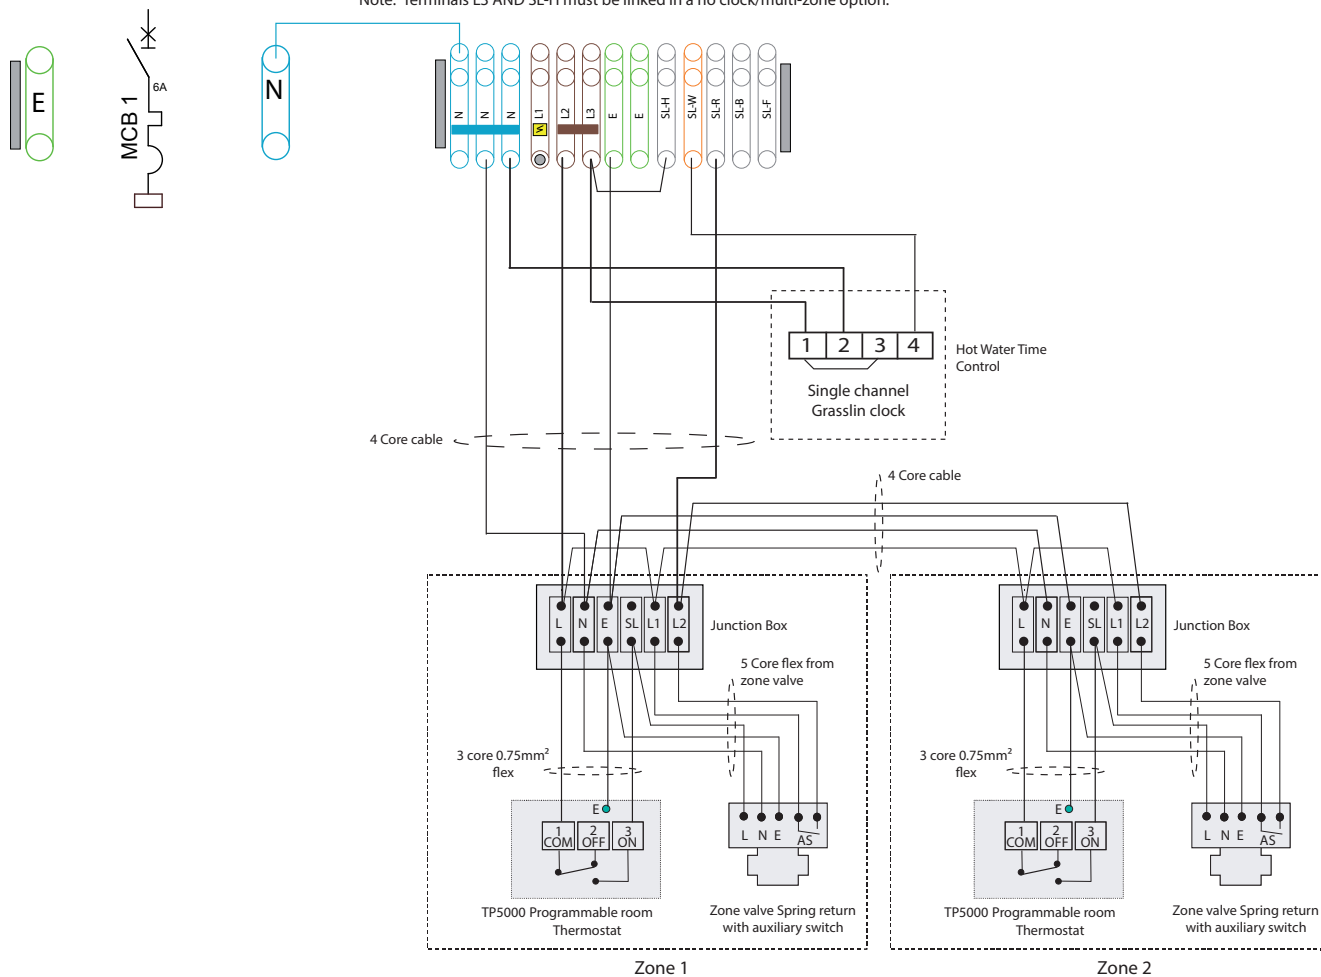 Note: Terminals L3 AND SL-H must be linked in a no clock/multi-zone option.
E
MCB 1
6A
N
N
N
N
L1
L2
L3
E
E
SL-H
SL-W
SL-R
SL-B
SL-F
1 2 3 4
Single channel
Grasslin clock
Hot Water Time
Control
4 Core cable
4 Core cable
L N E SL L1 L2
Junction Box
5 Core flex from
zone valve
3 core 0.75mm²
flex
E
1 2 3
COM OFF ON
L N E AS
TP5000 Programmable room
Thermostat
Zone valve Spring return
with auxiliary switch
Zone 1
L N E SL L1 L2
Junction Box
5 Core flex from
zone valve
3 core 0.75mm²
flex
E
1 2 3
COM OFF ON
L N E AS
TP5000 Programmable room
Thermostat
Zone valve Spring return
with auxiliary switch
Zone 2